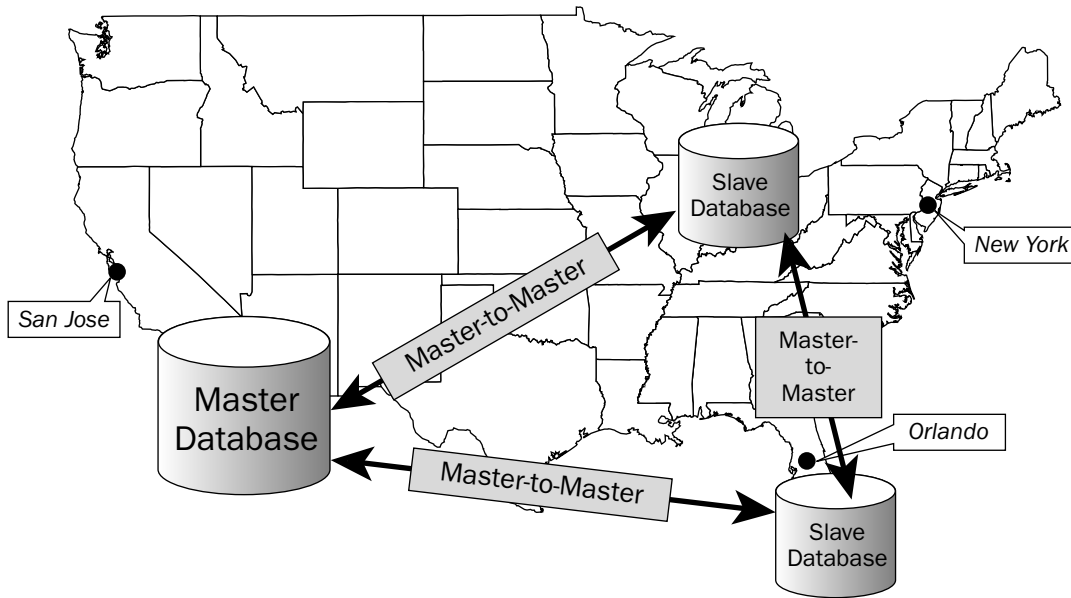 Slave
Database
New York
San Jose
Master-to-Master
Master-
to-
Master
Master
Database
Orlando
Master-to-Master
Slave
Database